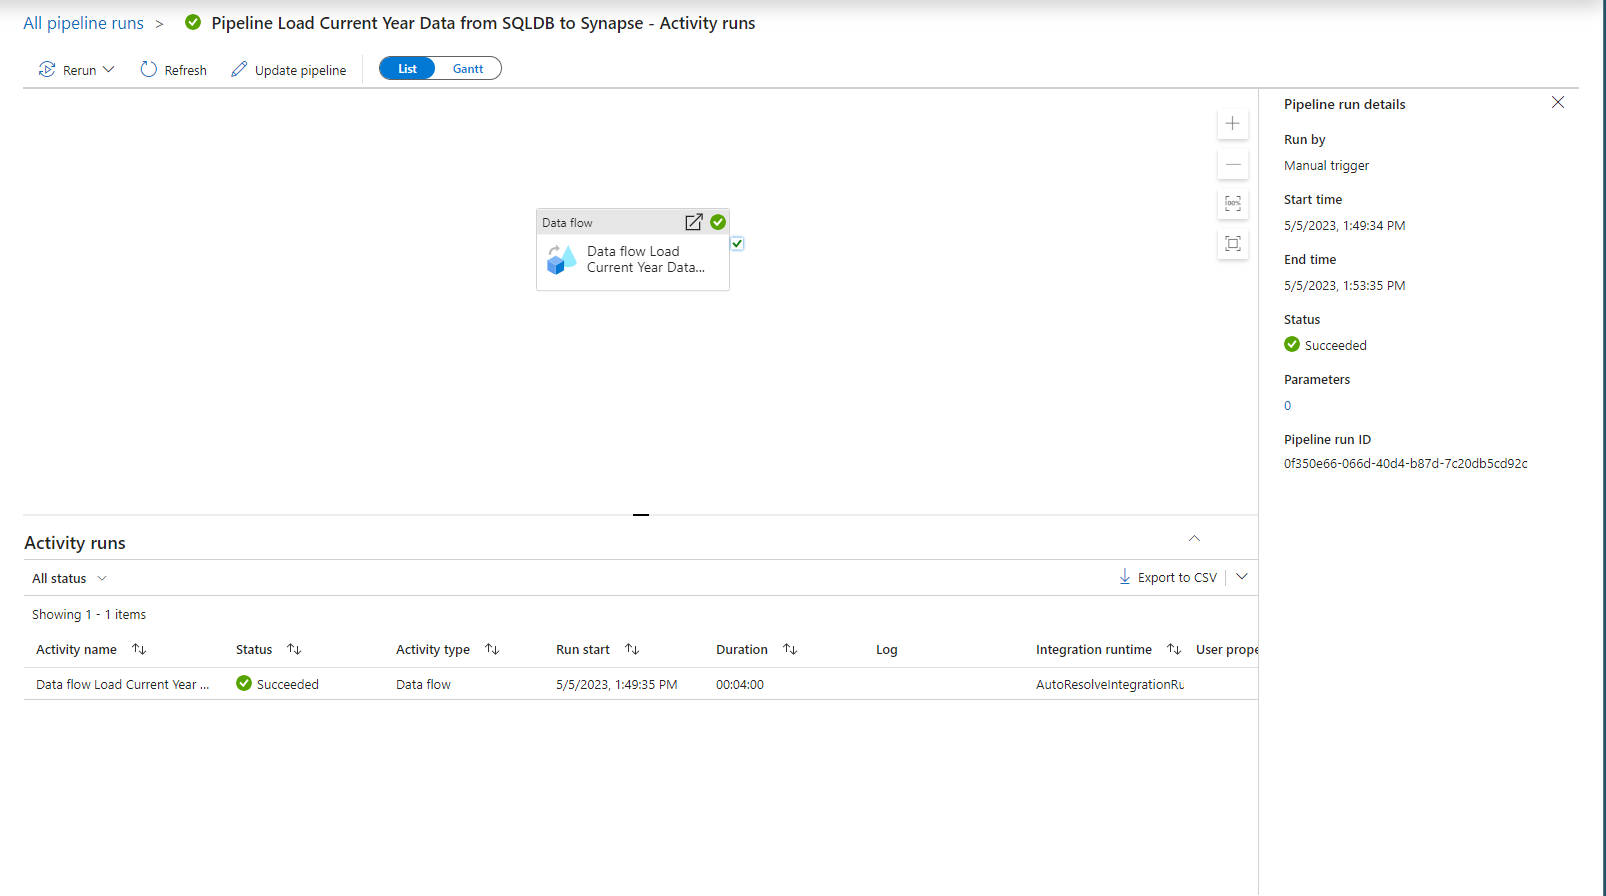 All pipeline runs > Pipeline Load Current Year Data from SQLDB to Synapse - Activity runs
Rerun Refresh Update pipeline List Gantt
Data flow
Data flow Load
Current Year Data...
100%
Pipeline run details
Run by
Manual trigger
Start time
5/5/2023, 1:49:34 PM
End time
5/5/2023, 1:53:35 PM
Status
Succeeded
Parameters
0
Pipeline run ID
0f350e66-066d-40d4-b87d-7c20db5cd92c
Activity runs
All status Export to CSV
Showing 1 - 1 items
Activity name Status Activity type Run start Duration Log Integration runtime User prope
Data flow Load Current Year ... Succeeded Data flow 5/5/2023, 1:49:35 PM 00:04:00 AutoResolveIntegrationRu